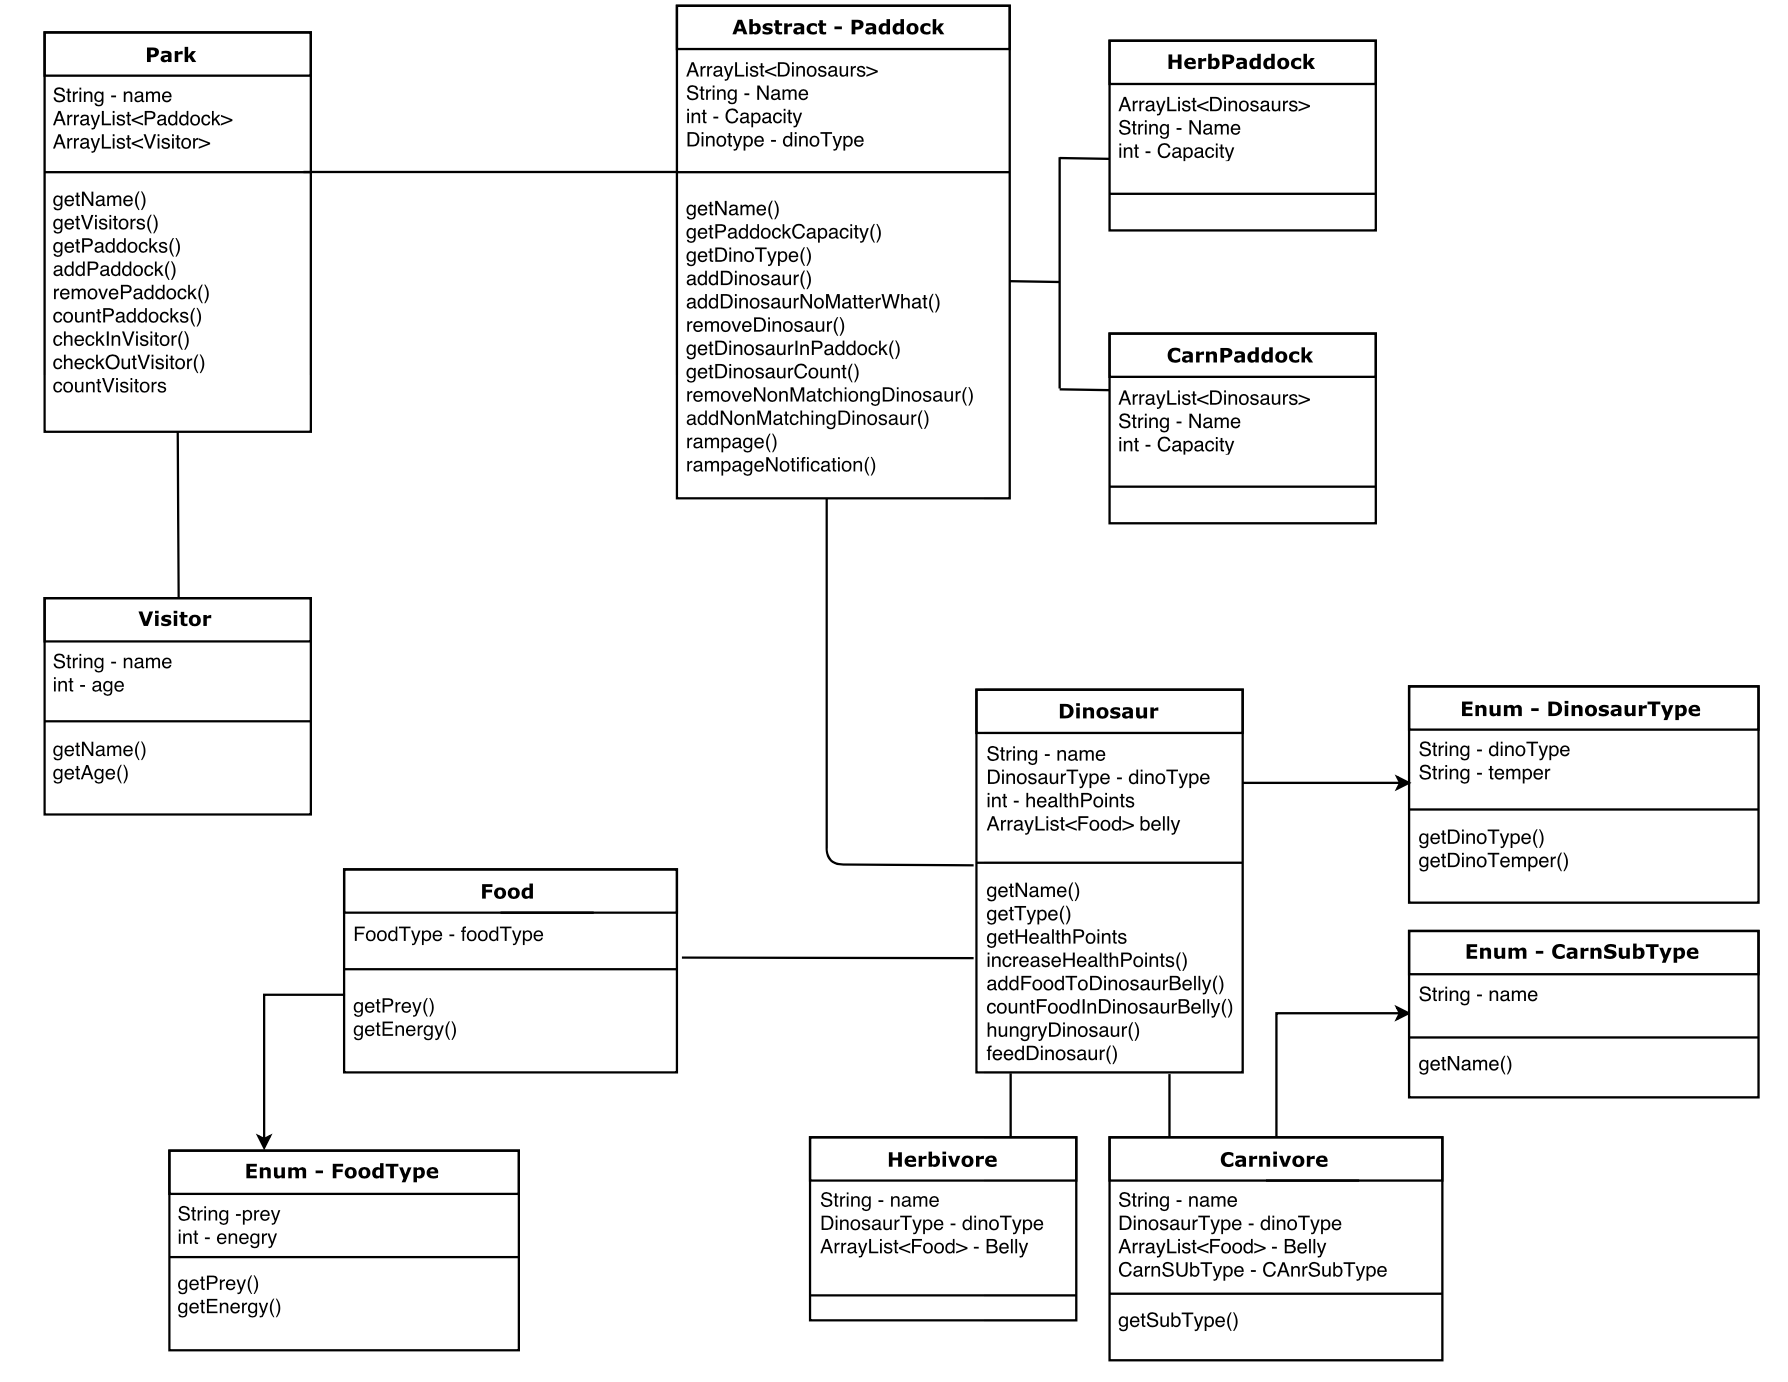 Park
String - name
ArrayList<Paddock>
ArrayList<Visitor>
getName()
getVisitors()
getPaddocks()
addPaddock()
removePaddock()
countPaddocks()
checkInVisitor()
checkOutVisitor()
countVisitors
Abstract - Paddock
ArrayList<Dinosaurs>
String - Name
int - Capacity
Dinotype - dinoType
getName()
getPaddockCapacity()
getDinoType()
addDinosaur()
addDinosaurNoMatterWhat()
removeDinosaur()
getDinosaurInPaddock()
getDinosaurCount()
removeNonMatchiongDinosaur()
addNonMatchingDinosaur()
rampage()
rampageNotification()
HerbPaddock
ArrayList<Dinosaurs>
String - Name
int - Capacity
CarnPaddock
ArrayList<Dinosaurs>
String - Name
int - Capacity
Visitor
String - name
int - age
getName()
getAge()
Dinosaur
String - name
DinosaurType - dinoType
int - healthPoints
ArrayList<Food> belly
getName()
getType()
getHealthPoints
increaseHealthPoints()
addFoodToDinosaurBelly()
countFoodInDinosaurBelly()
hungryDinosaur()
feedDinosaur()
Enum - DinosaurType
String - dinoType
String - temper
getDinoType()
getDinoTemper()
Food
FoodType - foodType
getPrey()
getEnergy()
Enum - CarnSubType
String - name
getName()
Enum - FoodType
String -prey
int - enegry
getPrey()
getEnergy()
Herbivore
String - name
DinosaurType - dinoType
ArrayList<Food> - Belly
Carnivore
String - name
DinosaurType - dinoType
ArrayList<Food> - Belly
CarnSUbType - CAnrSubType
getSubType()